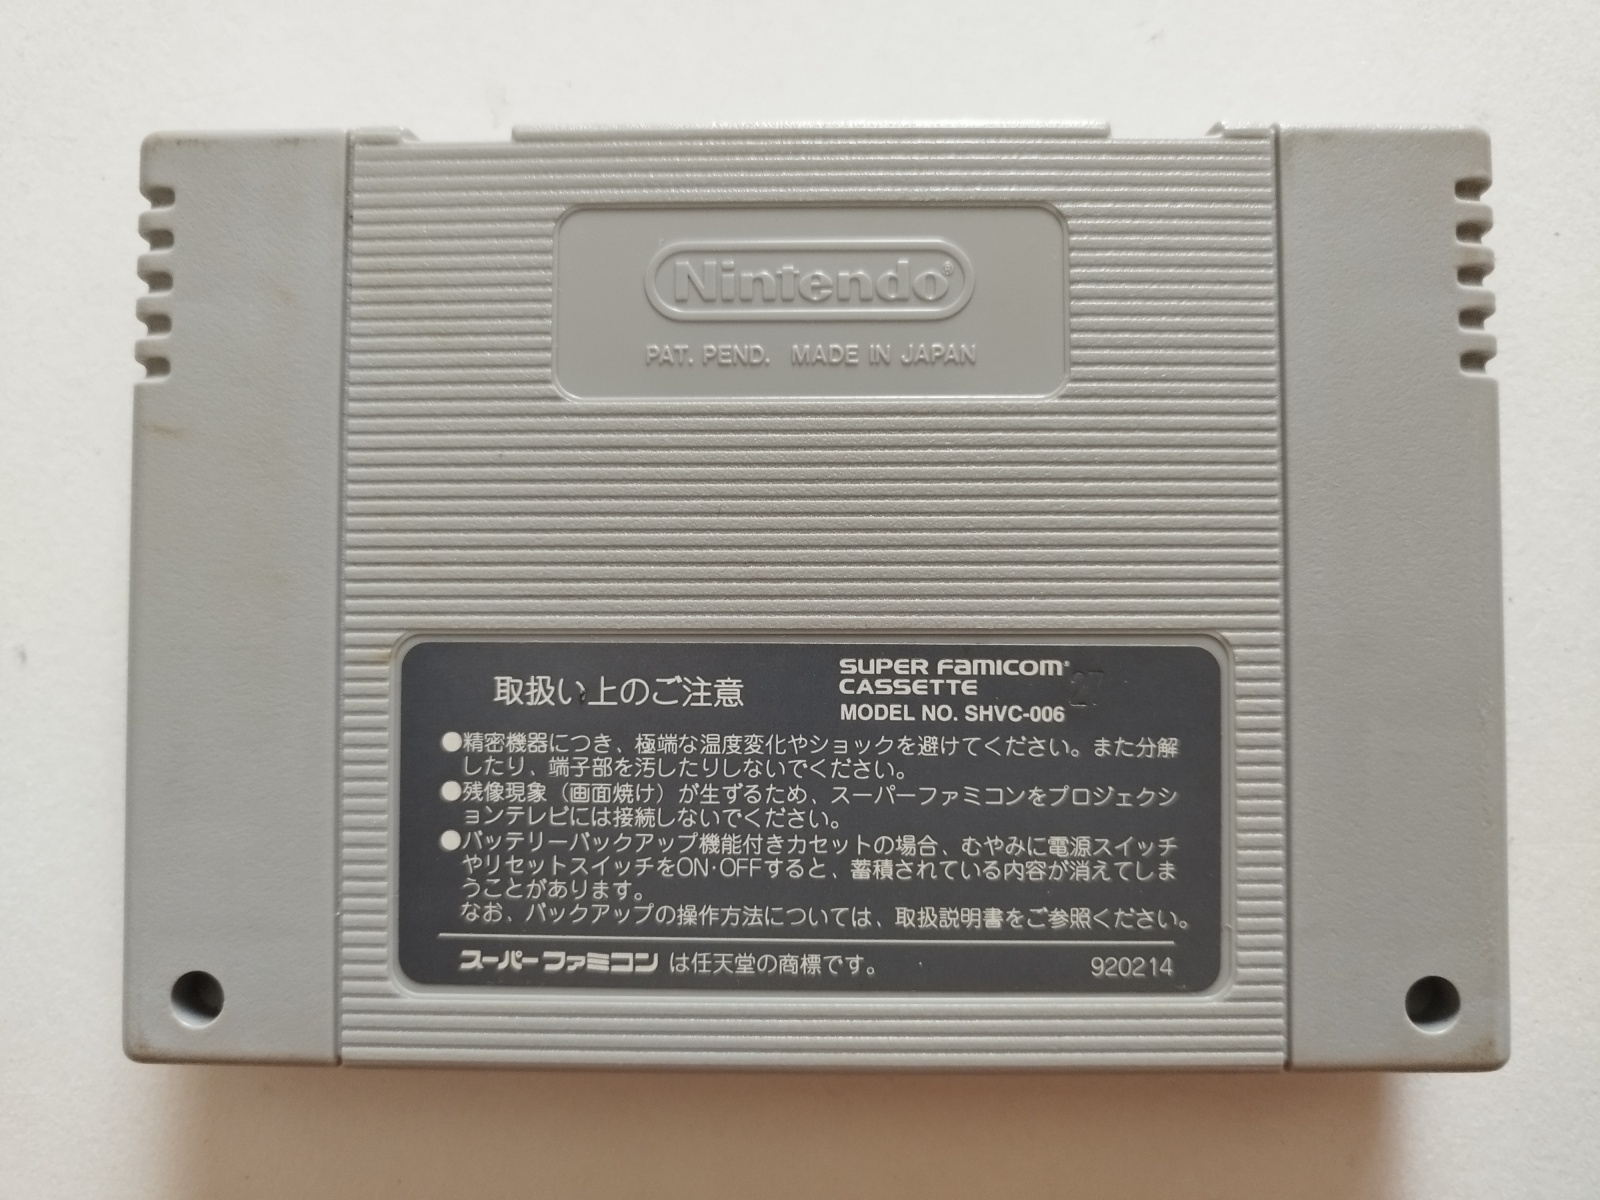 Nintendo®
PAT. PEND. MADE IN JAPAN
取扱い上のご注意
SUPER FAMICOM
CASSETTE
27
MODEL NO. SHVC-006
●精密機器につき、極端な温度変化やショックを避けてください。また分解
したり、端子部を汚したりしないでください。
●残像現象（画面焼け）が生ずるため、スーパーファミコンをプロジェクシ
ョンテレビには接続しないでください。
●バッテリーバックアップ機能付きカセットの場合、むやみに電源スイッチ
やリセットスイッチをON·OFFすると、蓄積されている内容が消えてしま
うことがあります。
なお、バックアップの操作方法については、取扱説明書をご参照ください。
スーパーファミコン は任天堂の商標です。
920214